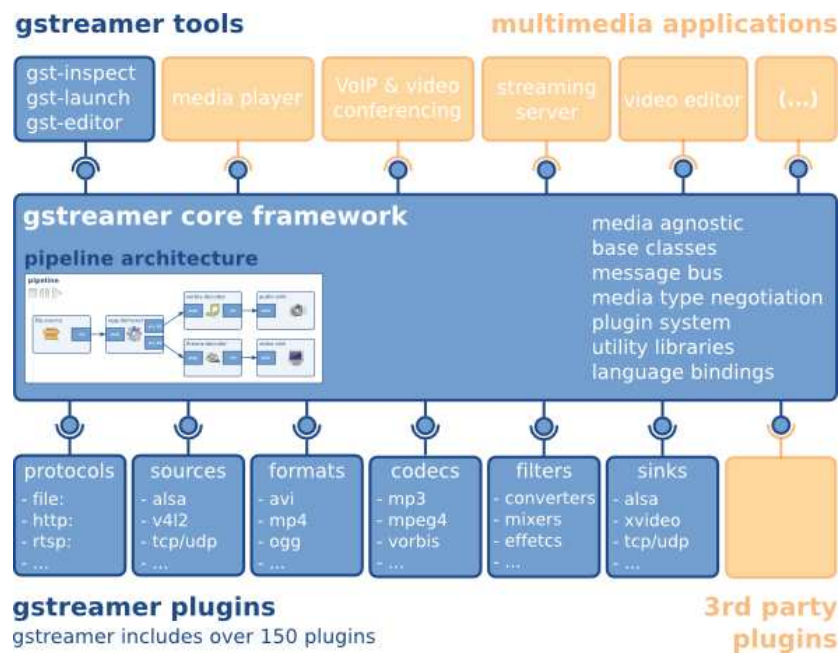 gstreamer tools
multimedia applications
gst-inspect
gst-launch
gst-editor
media player
VoIP & video
conferencing
streaming
server
video editor
(...)
gstreamer core framework
media agnostic
base classes
message bus
media type negotiation
plugin system
utility libraries
language bindings
pipeline architecture
pipeline
protocols
- file:
- http:
- rtsp:
- ...
sources
- alsa
- v4l2
- tcp/udp
- ...
formats
- avi
- mp4
- ogg
- ...
codecs
- mp3
- mpeg4
- vorbis
- ...
filters
- converters
- mixers
- effetcs
- ...
sinks
- alsa
- xvideo
- tcp/udp
- ...
gstreamer plugins
gstreamer includes over 150 plugins
3rd party
plugins